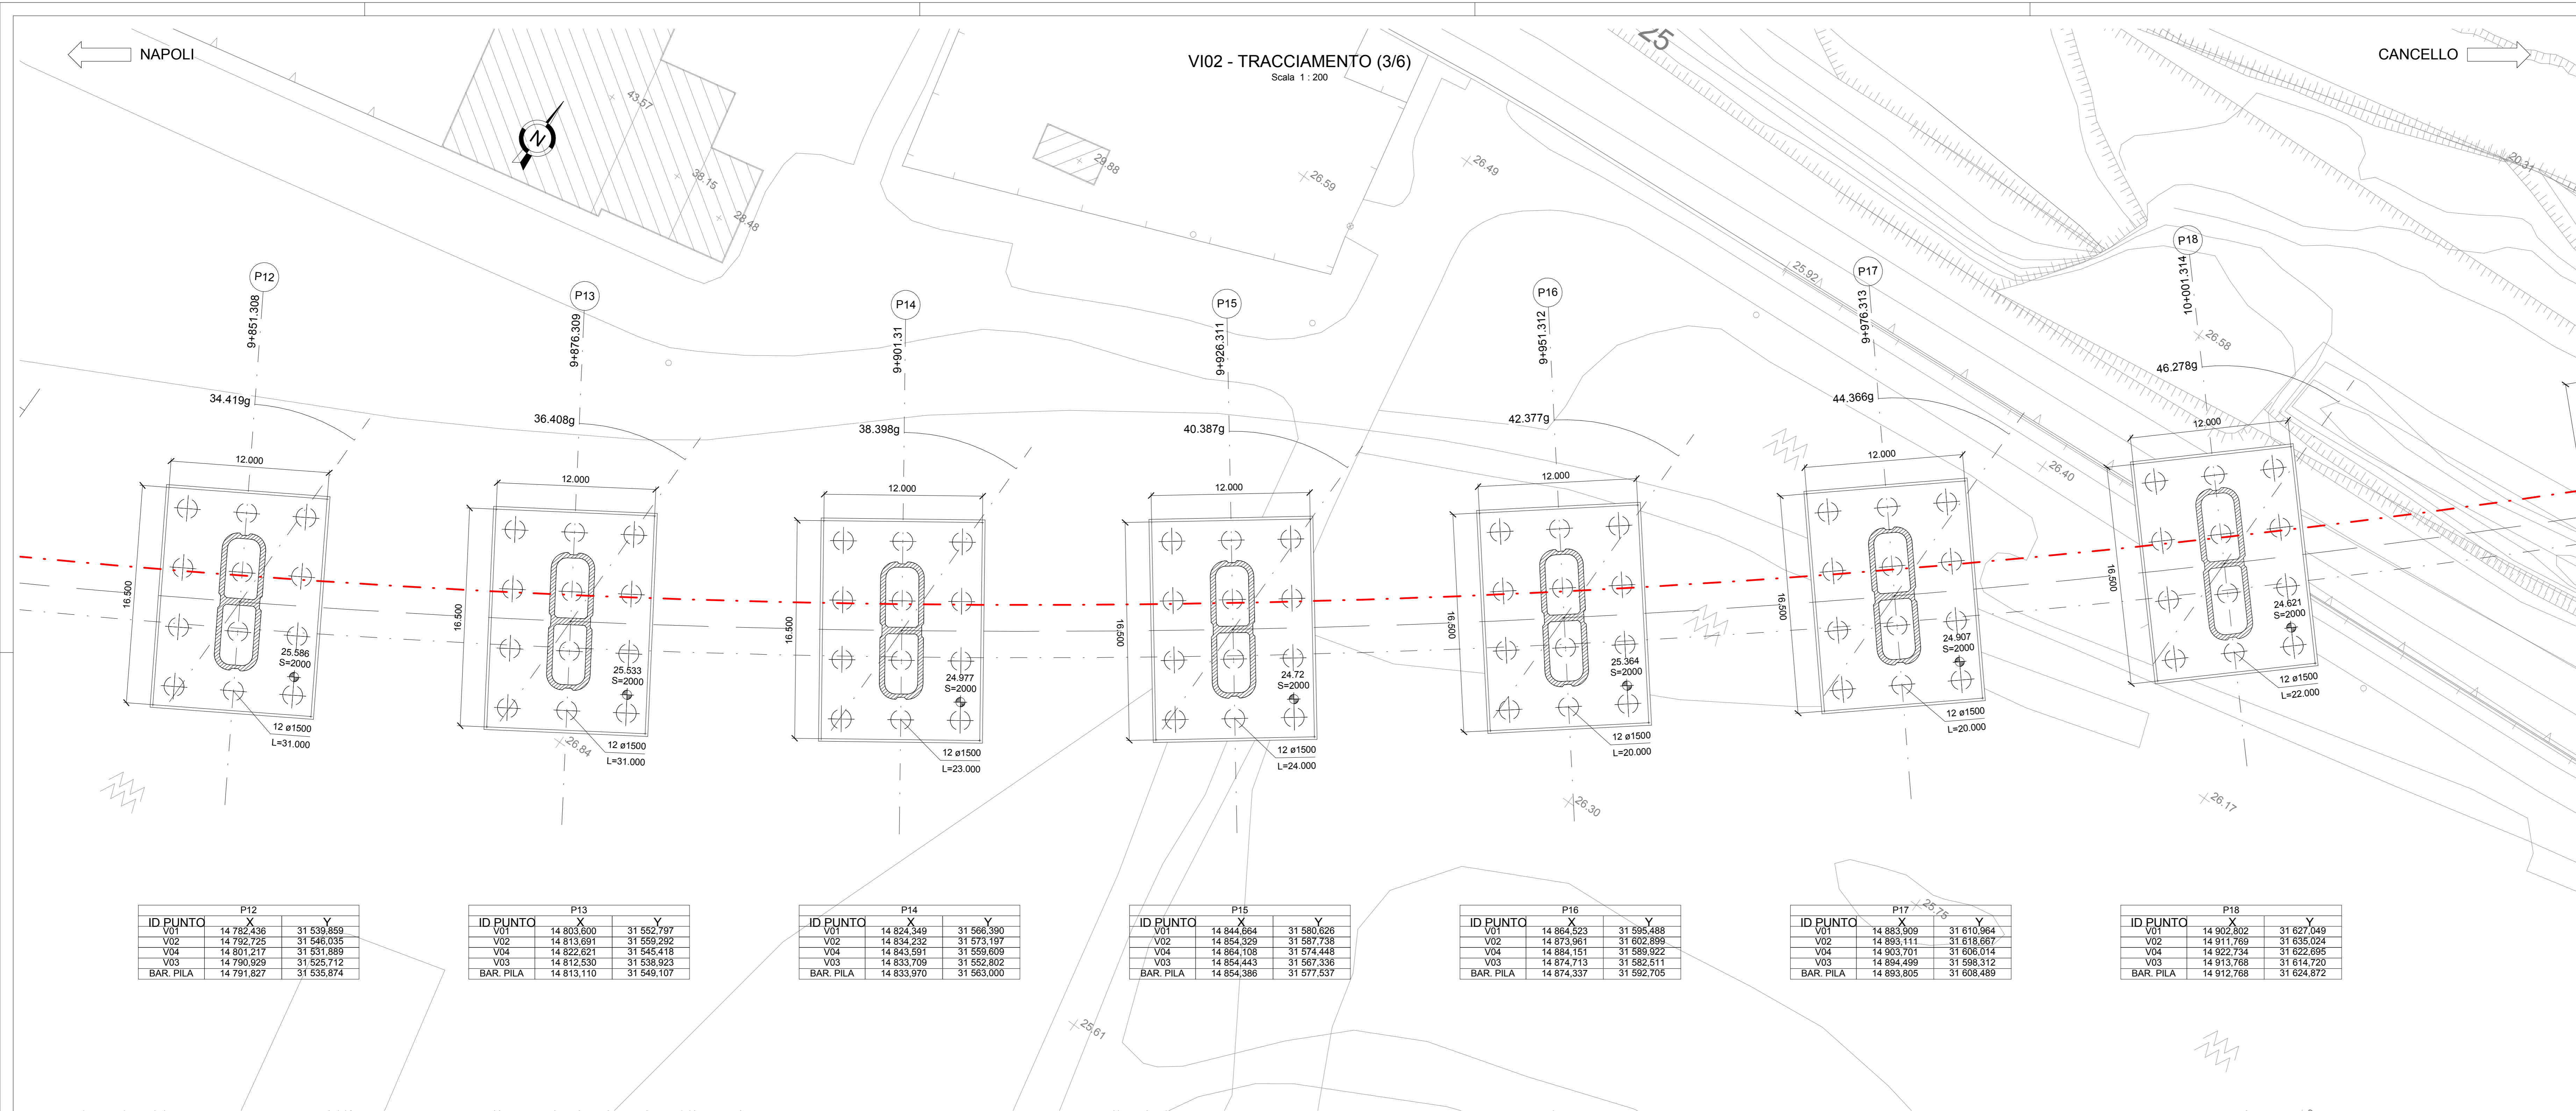 NAPOLI
VI02 - TRACCIAMENTO (3/6)
Scala 1 : 200
CANCELLO
25
43.57
N
38.15
28.48
29.88
26.59
26.49
25.92
20.31
26.58
26.40
P12
9+851.308
34.419g
12.000
16.500
25.586
S=2000
12 ø1500
L=31.000
P13
9+876.309
36.408g
12.000
16.500
25.533
S=2000
12 ø1500
L=31.000
26.84
P14
9+901.31
38.398g
12.000
16.500
24.977
S=2000
12 ø1500
L=23.000
P15
9+926.311
40.387g
12.000
16.500
24.72
S=2000
12 ø1500
L=24.000
P16
9+951.312
42.377g
12.000
16.500
25.364
S=2000
12 ø1500
L=20.000
26.30
P17
9+976.313
44.366g
12.000
16.500
24.907
S=2000
12 ø1500
L=20.000
P18
10+001.314
46.278g
12.000
16.500
24.621
S=2000
12 ø1500
L=22.000
26.17
25.75
25.61
P12
ID PUNTO X Y
V01 14 782,436 31 539,859
V02 14 792,725 31 546,035
V04 14 801,217 31 531,889
V03 14 790,929 31 525,712
BAR. PILA 14 791,827 31 535,874
P13
ID PUNTO X Y
V01 14 803,600 31 552,797
V02 14 813,691 31 559,292
V04 14 822,621 31 545,418
V03 14 812,530 31 538,923
BAR. PILA 14 813,110 31 549,107
P14
ID PUNTO X Y
V01 14 824,349 31 566,390
V02 14 834,232 31 573,197
V04 14 843,591 31 559,609
V03 14 833,709 31 552,802
BAR. PILA 14 833,970 31 563,000
P15
ID PUNTO X Y
V01 14 844,664 31 580,626
V02 14 854,329 31 587,738
V04 14 864,108 31 574,448
V03 14 854,443 31 567,336
BAR. PILA 14 854,386 31 577,537
P16
ID PUNTO X Y
V01 14 864,523 31 595,488
V02 14 873,961 31 602,899
V04 14 884,151 31 589,922
V03 14 874,713 31 582,511
BAR. PILA 14 874,337 31 592,705
P17
ID PUNTO X Y
V01 14 883,909 31 610,964
V02 14 893,111 31 618,667
V04 14 903,701 31 606,014
V03 14 894,499 31 598,312
BAR. PILA 14 893,805 31 608,489
P18
ID PUNTO X Y
V01 14 902,802 31 627,049
V02 14 911,769 31 635,024
V04 14 922,734 31 622,695
V03 14 913,768 31 614,720
BAR. PILA 14 912,768 31 624,872